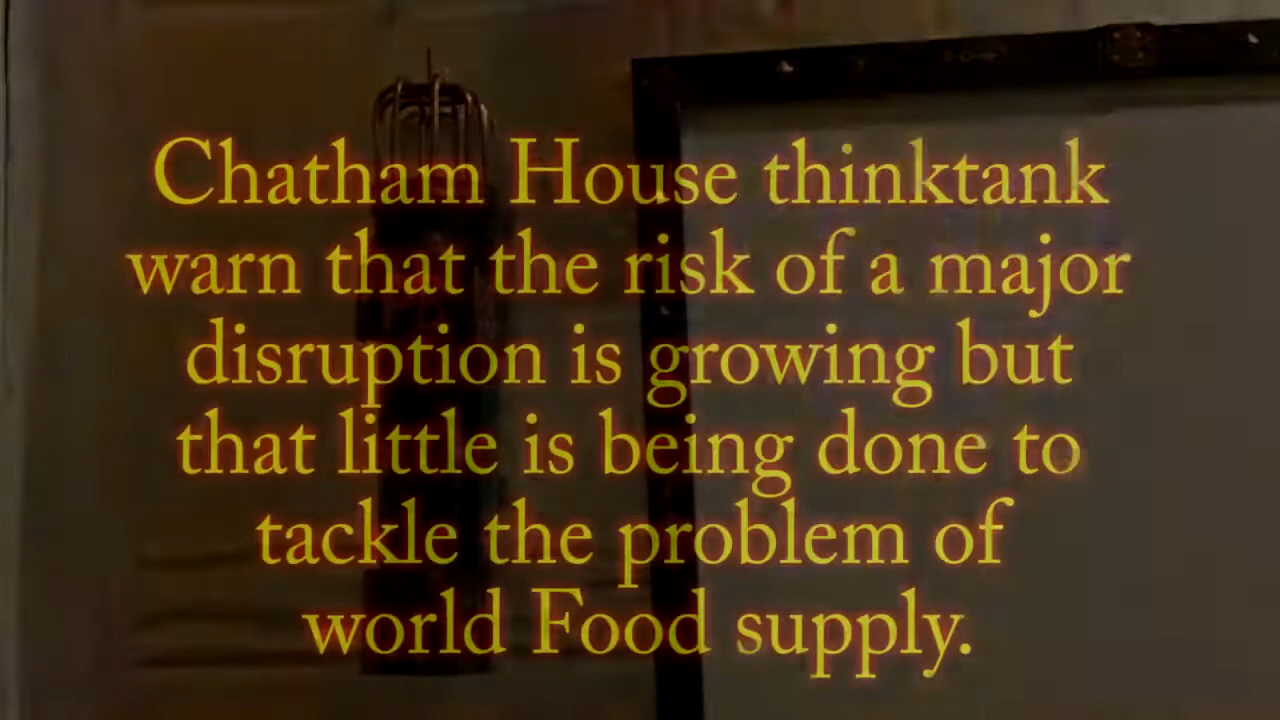 Chatham House thinktank
warn that the risk of a major
disruption is growing but
that little is being done to
tackle the problem of
world Food supply.